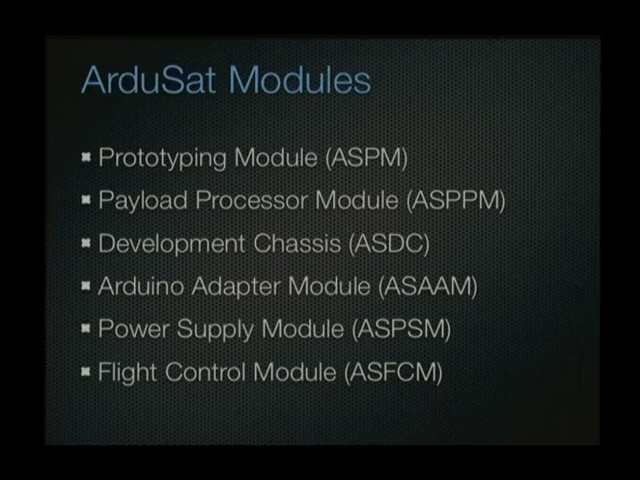 ArduSat Modules
Prototyping Module (ASPM)
Payload Processor Module (ASPPM)
Development Chassis (ASDC)
Arduino Adapter Module (ASAAM)
Power Supply Module (ASPSM)
Flight Control Module (ASFCM)